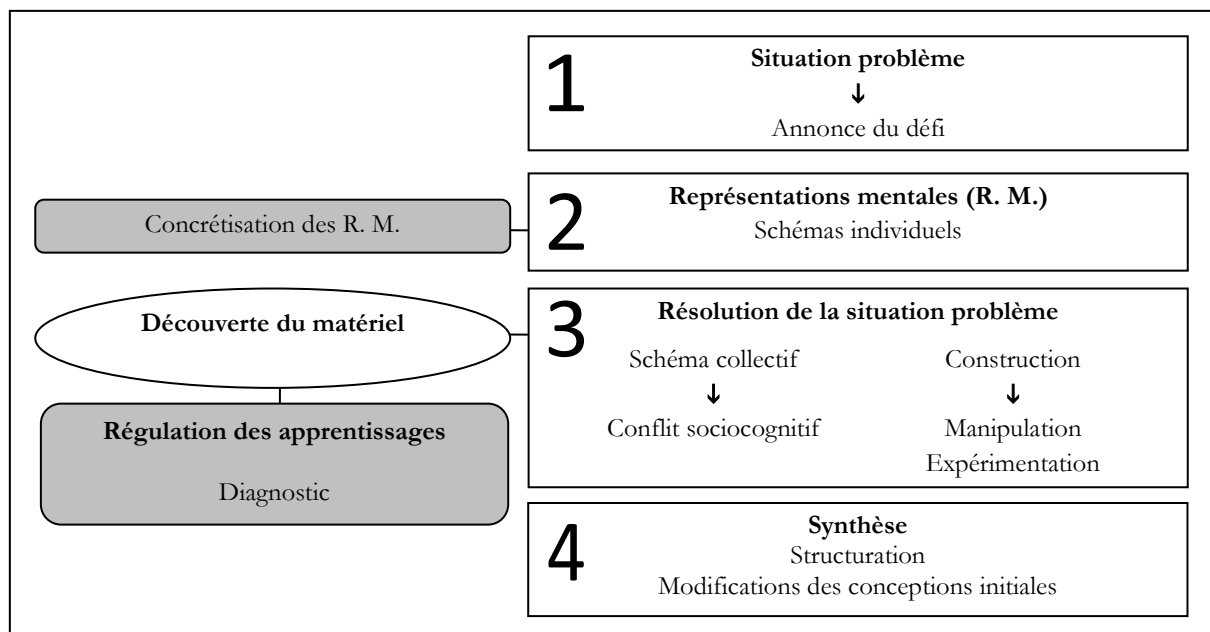 1
Situation problème
↓
Annonce du défi
Concrétisation des R. M.
2
Représentations mentales (R. M.)
Schémas individuels
Découverte du matériel
Régulation des apprentissages
Diagnostic
3
Résolution de la situation problème
Schéma collectif
↓
Conflit sociocognitif
Construction
↓
Manipulation
Expérimentation
4
Synthèse
Structuration
Modifications des conceptions initiales